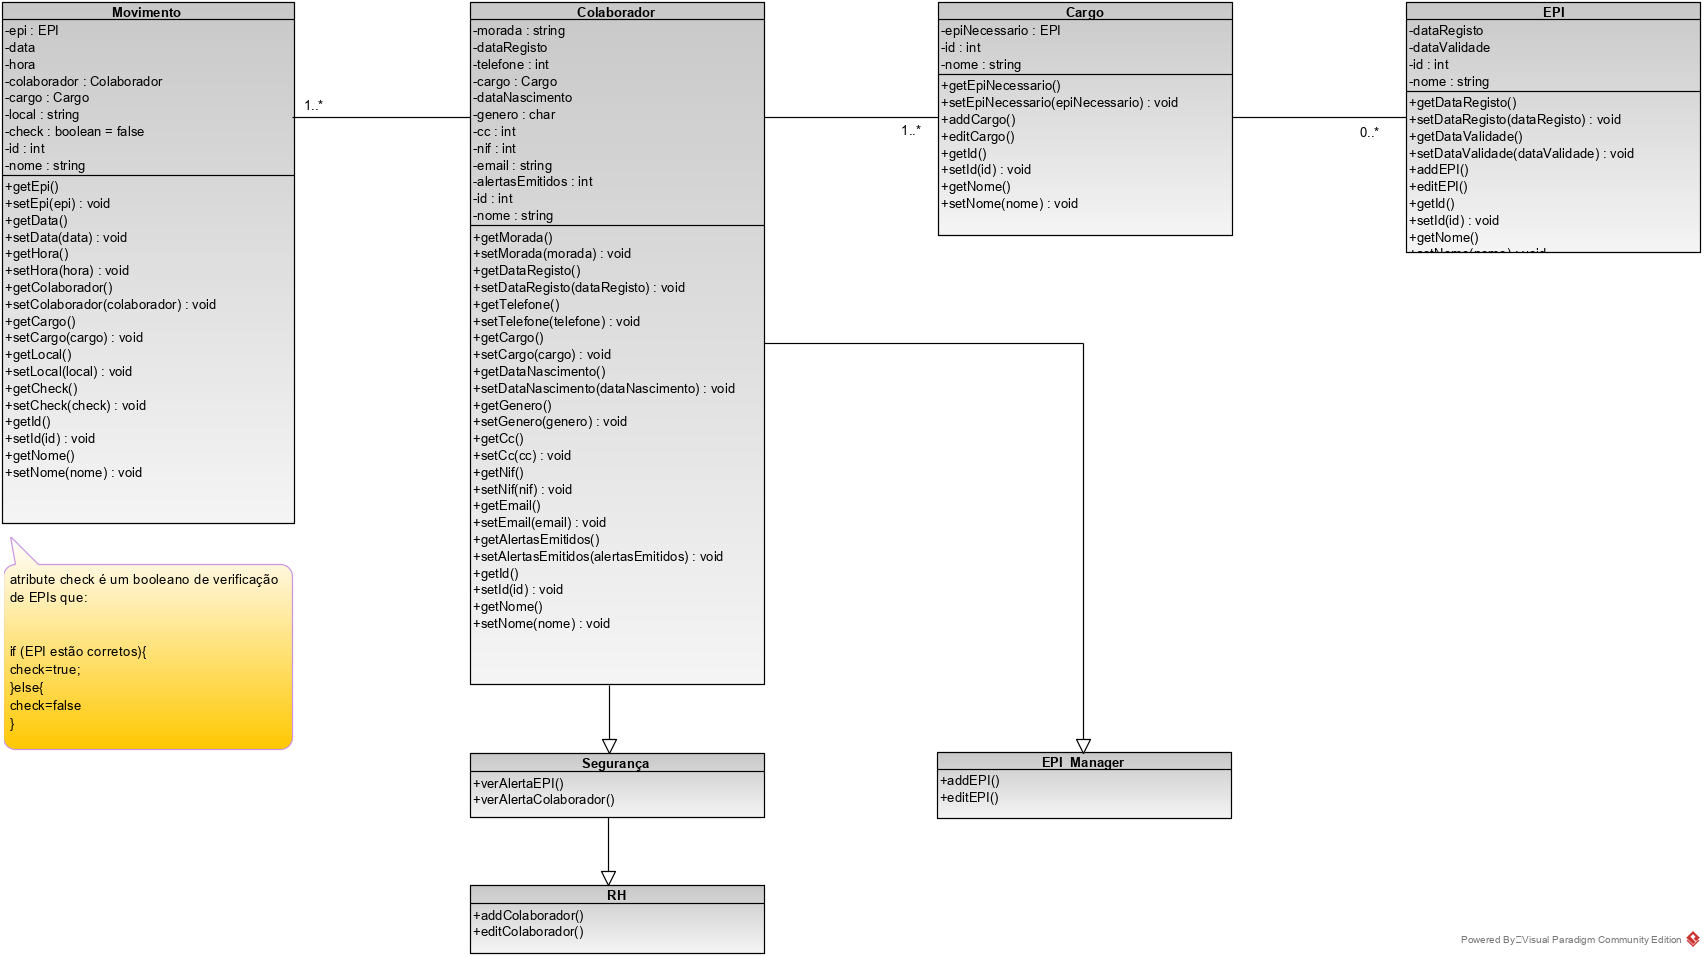 Movimento
-epi : EPI
-data
-hora
-colaborador : Colaborador
-cargo : Cargo
-local : string
-check : boolean = false
-id : int
-nome : string
+getEpi()
+setEpi(epi) : void
+getData()
+setData(data) : void
+getHora()
+setHora(hora) : void
+getColaborador()
+setColaborador(colaborador) : void
+getCargo()
+setCargo(cargo) : void
+getLocal()
+setLocal(local) : void
+getCheck()
+setCheck(check) : void
+getId()
+setId(id) : void
+getNome()
+setNome(nome) : void
atribute check é um booleano de verificação
de EPIs que:
if (EPI estão corretos){
check=true;
}else{
check=false
}
1..*
Colaborador
-morada : string
-dataRegisto
-telefone : int
-cargo : Cargo
-dataNascimento
-genero : char
-cc : int
-nif : int
-email : string
-alertasEmitidos : int
-id : int
-nome : string
+getMorada()
+setMorada(morada) : void
+getDataRegisto()
+setDataRegisto(dataRegisto) : void
+getTelefone()
+setTelefone(telefone) : void
+getCargo()
+setCargo(cargo) : void
+getDataNascimento()
+setDataNascimento(dataNascimento) : void
+getGenero()
+setGenero(genero) : void
+getCc()
+setCc(cc) : void
+getNif()
+setNif(nif) : void
+getEmail()
+setEmail(email) : void
+getAlertasEmitidos()
+setAlertasEmitidos(alertasEmitidos) : void
+getId()
+setId(id) : void
+getNome()
+setNome(nome) : void
1..*
Cargo
-epiNecessario : EPI
-id : int
-nome : string
+getEpiNecessario()
+setEpiNecessario(epiNecessario) : void
+addCargo()
+editCargo()
+getId()
+setId(id) : void
+getNome()
+setNome(nome) : void
0..*
EPI
-dataRegisto
-dataValidade
-id : int
-nome : string
+getDataRegisto()
+setDataRegisto(dataRegisto) : void
+getDataValidade()
+setDataValidade(dataValidade) : void
+addEPI()
+editEPI()
+getId()
+setId(id) : void
+getNome()
Segurança
+verAlertaEPI()
+verAlertaColaborador()
EPI_Manager
+addEPI()
+editEPI()
RH
+addColaborador()
+editColaborador()
Powered By Visual Paradigm Community Edition